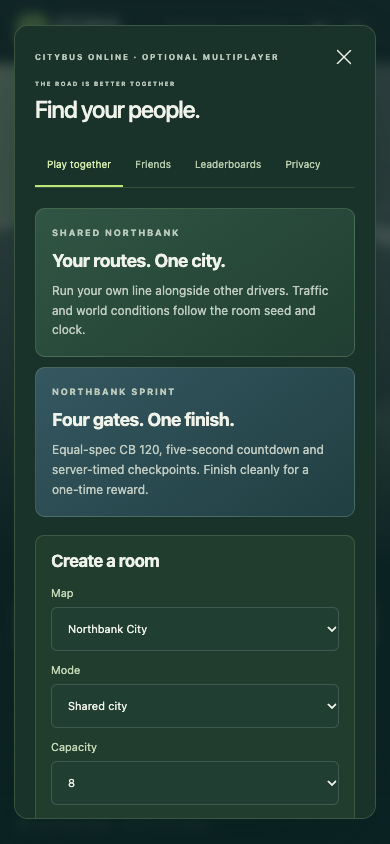 CITYBUS ONLINE · OPTIONAL MULTIPLAYER
THE ROAD IS BETTER TOGETHER
Find your people.
Play together Friends Leaderboards Privacy
SHARED NORTHBANK
Your routes. One city.
Run your own line alongside other drivers. Traffic
and world conditions follow the room seed and
clock.
NORTHBANK SPRINT
Four gates. One finish.
Equal-spec CB 120, five-second countdown and
server-timed checkpoints. Finish cleanly for a
one-time reward.
Create a room
Map
Northbank City
Mode
Shared city
Capacity
8